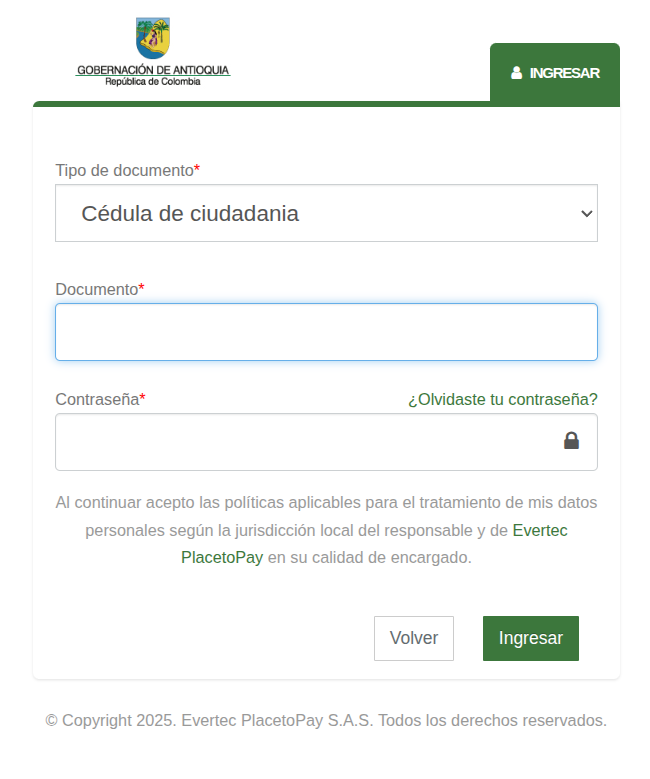 GOBERNACIÓN DE ANTIOQUIA
República de Colombia
INGRESAR
Tipo de documento*
Cédula de ciudadania
Documento*
Contraseña*
¿Olvidaste tu contraseña?
Al continuar acepto las políticas aplicables para el tratamiento de mis datos
personales según la jurisdicción local del responsable y de Evertec
PlacetoPay en su calidad de encargado.
Volver
Ingresar
© Copyright 2025. Evertec PlacetoPay S.A.S. Todos los derechos reservados.